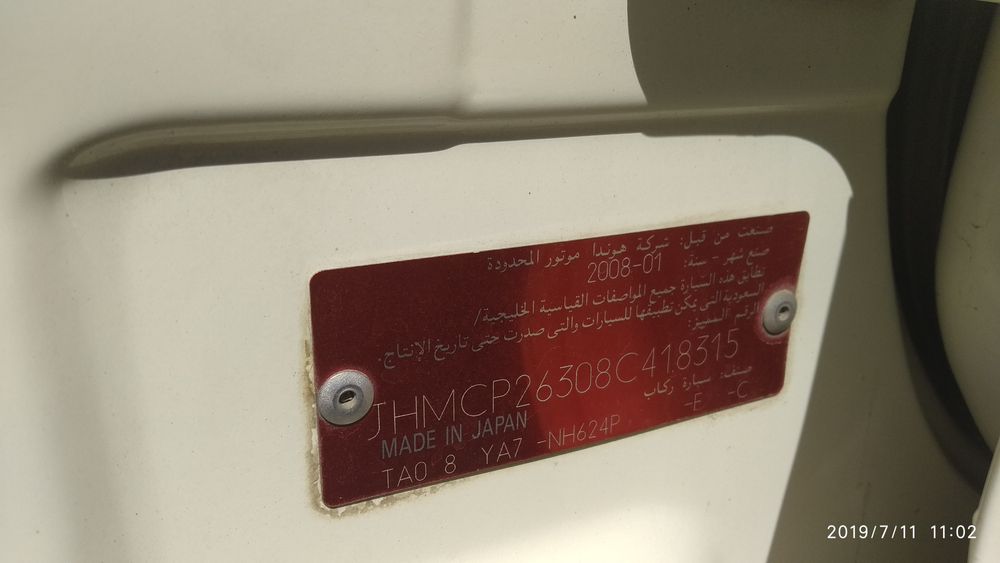 صنعت من قبل: شركة هوندا موتور المحدودة
صنع شهر - سنة: 2008-01
تطابق هذه السيارة جميع المواصفات القياسية الخليجية/
السعودية التي يمكن تطبيقها للسيارات والتي صدرت حتى تاريخ الإنتاج.
الرقم المميز:
JHMCP26308C418315
صنف: سيارة ركاب
MADE IN JAPAN
TA0 8 YA7 -NH624P -E -C
2019/7/11 11:02